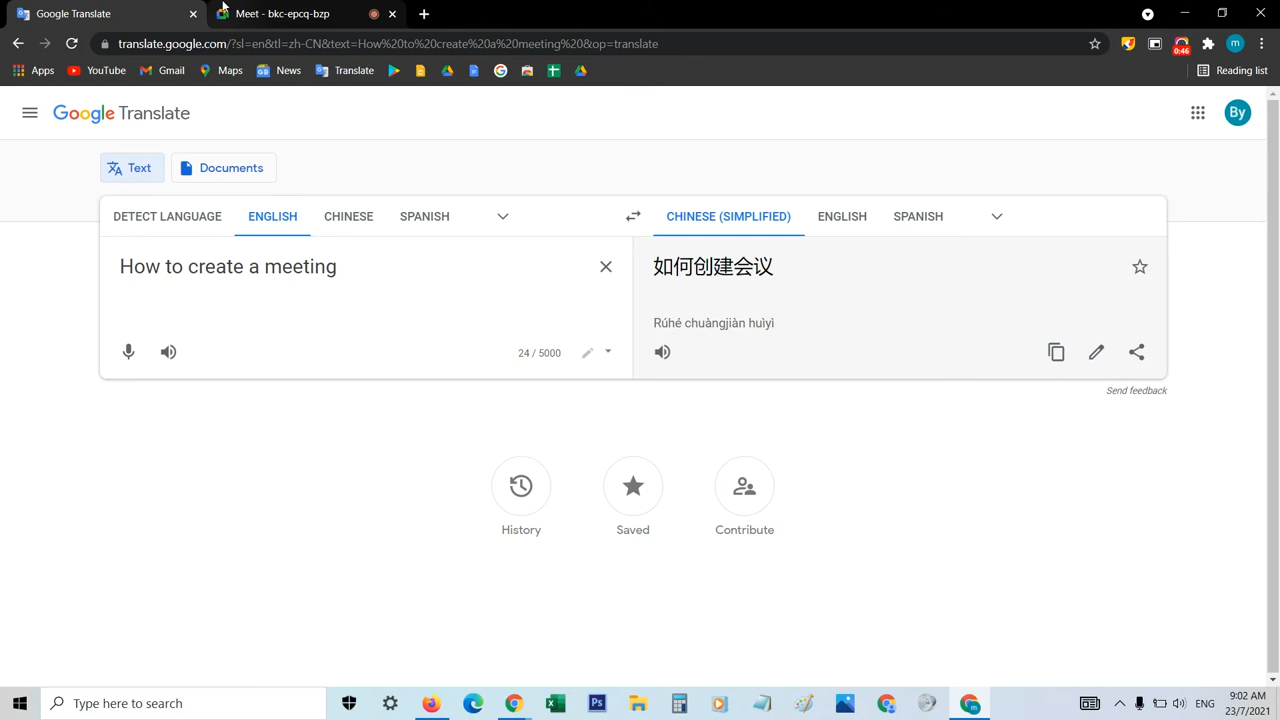 Google Translate
Meet - bkc-epcq-bzp
translate.google.com/?sl=en&tl=zh-CN&text=How%20to%20create%20a%20meeting%20&op=translate
0:46
m
Apps
YouTube
Gmail
Maps
News
Translate
Reading list
Google Translate
By
Text
Documents
DETECT LANGUAGE
ENGLISH
CHINESE
SPANISH
CHINESE (SIMPLIFIED)
ENGLISH
SPANISH
How to create a meeting
如何创建会议
Rúhé chuàngjiàn huìyì
24 / 5000
Send feedback
History
Saved
Contribute
Type here to search
ENG
9:02 AM
23/7/2021